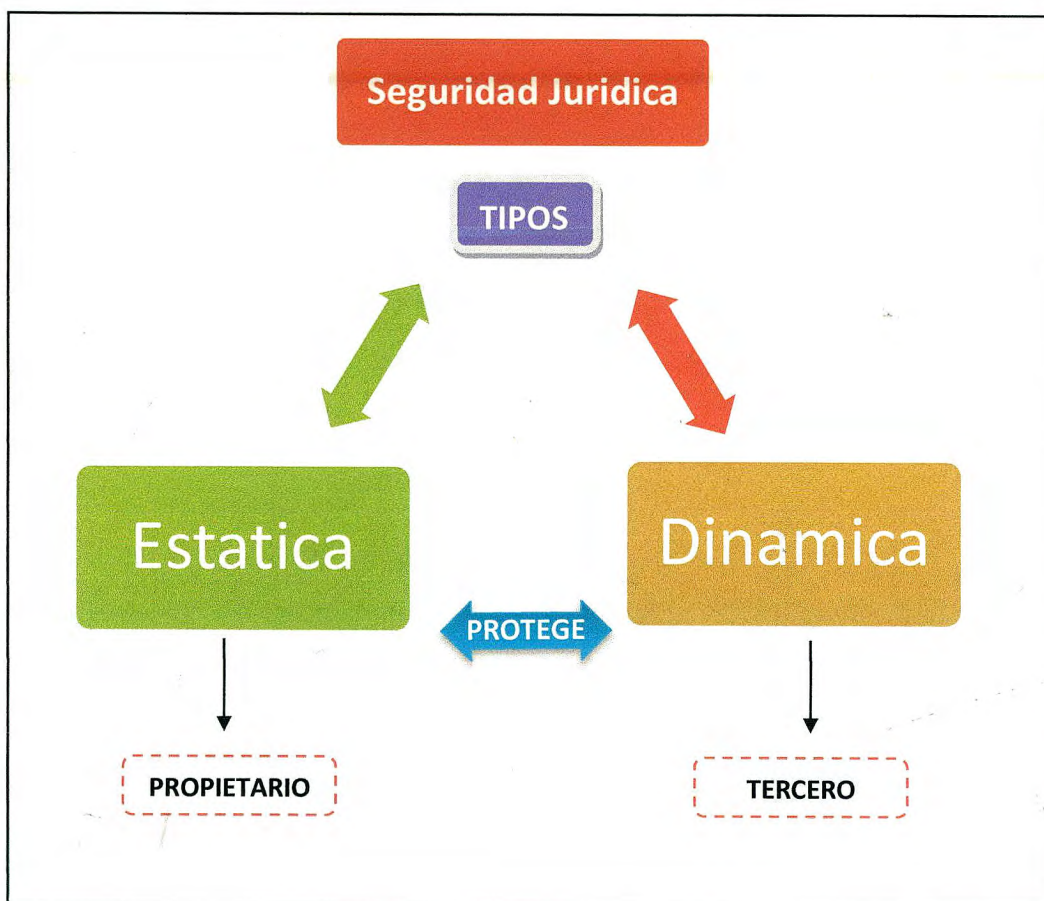 Seguridad Juridica
TIPOS
Estatica
Dinamica
PROTEGE
PROPIETARIO
TERCERO